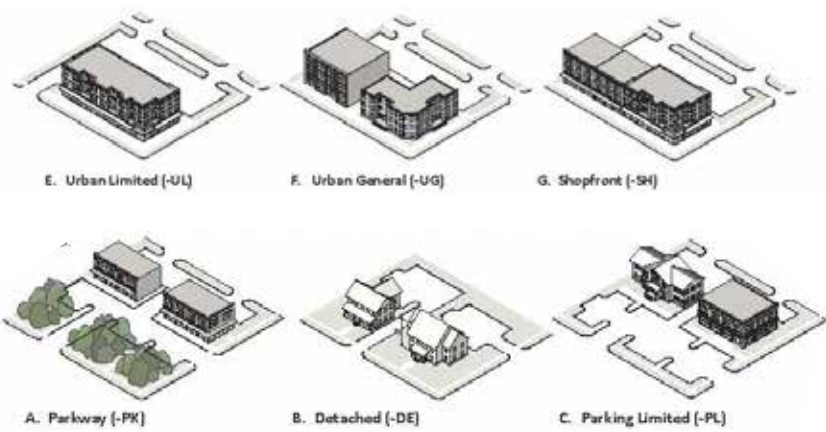 E. Urban Limited (-UL)
F. Urban General (-UG)
G. Shopfront (-SH)
A. Parkway (-PK)
B. Detached (-DE)
C. Parking Limited (-PL)